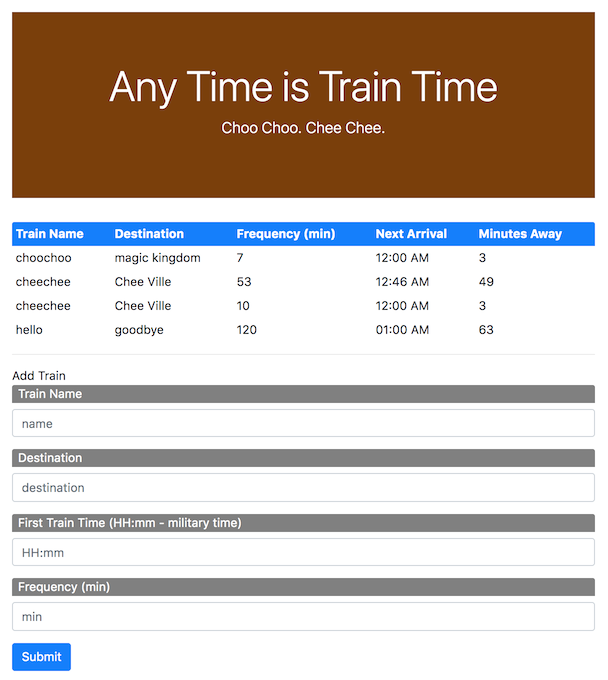 Any Time is Train Time
Choo Choo. Chee Chee.
Train Name Destination Frequency (min) Next Arrival Minutes Away
choochoo magic kingdom 7 12:00 AM 3
cheechee Chee Ville 53 12:46 AM 49
cheechee Chee Ville 10 12:00 AM 3
hello goodbye 120 01:00 AM 63
Add Train
Train Name
name
Destination
destination
First Train Time (HH:mm - military time)
HH:mm
Frequency (min)
min
Submit